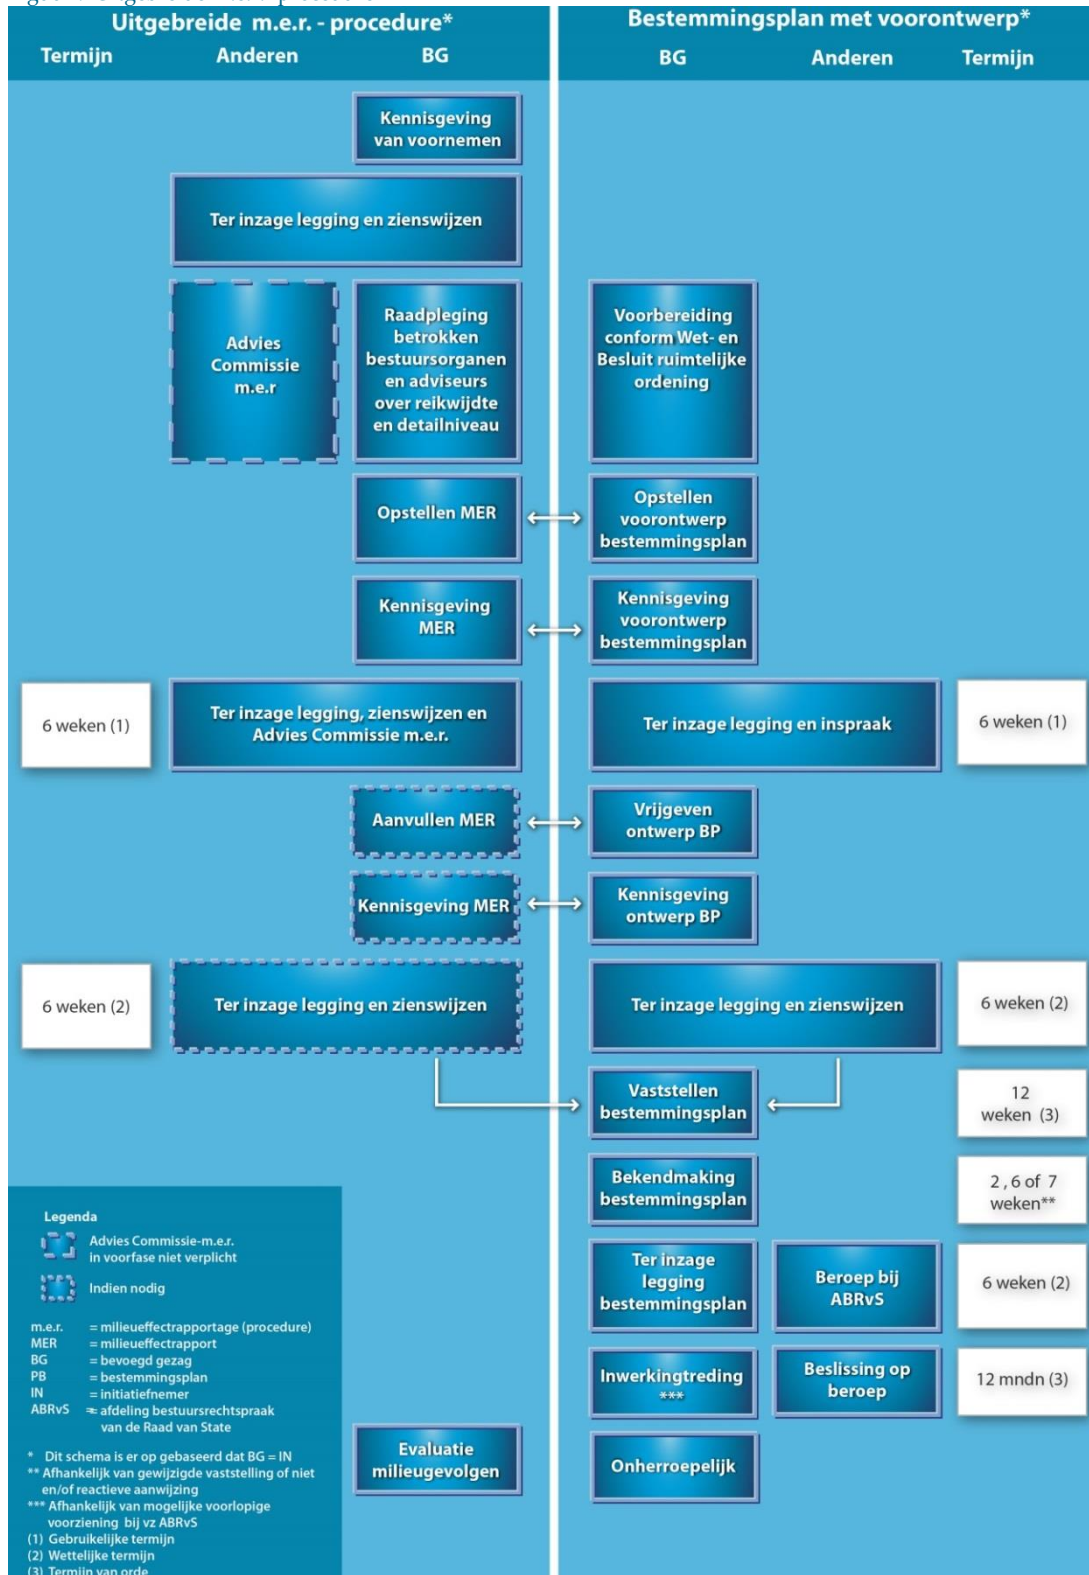 Uitgebreide m.e.r. - procedure*
Termijn Anderen BG
Bestemmingsplan met voorontwerp*
BG Anderen Termijn
Kennisgeving
van voornemen
Ter inzage legging en zienswijzen
Advies
Commissie
m.e.r
Raadpleging
betrokken
bestuursorganen
en adviseurs
over reikwijdte
en detailniveau
Voorbereiding
conform Wet- en
Besluit ruimtelijke
ordening
Opstellen MER
Opstellen
voorontwerp
bestemmingsplan
Kennisgeving
MER
Kennisgeving
voorontwerp
bestemmingsplan
6 weken (1)
Ter inzage legging, zienswijzen en
Advies Commissie m.e.r.
Ter inzage legging en inspraak
6 weken (1)
Aanvullen MER
Vrijgeven
ontwerp BP
Kennisgeving MER
Kennisgeving
ontwerp BP
6 weken (2)
Ter inzage legging en zienswijzen
Ter inzage legging en zienswijzen
6 weken (2)
Vaststellen
bestemmingsplan
12
weken (3)
Bekendmaking
bestemmingsplan
2 , 6 of 7
weken**
Ter inzage
legging
bestemmingsplan
Beroep bij
ABRvS
6 weken (2)
Inwerkingtreding
***
Beslissing op
beroep
12 mndn (3)
Evaluatie
milieugevolgen
Onherroepelijk
Legenda
Advies Commissie-m.e.r.
in voorfase niet verplicht
Indien nodig
m.e.r. = milieueffectrapportage (procedure)
MER = milieueffectrapport
BG = bevoegd gezag
PB = bestemmingsplan
IN = initiatiefnemer
ABRvS = afdeling bestuursrechtspraak
van de Raad van State
* Dit schema is er op gebaseerd dat BG = IN
** Afhankelijk van gewijzigde vaststelling of niet
en/of reactieve aanwijzing
*** Afhankelijk van mogelijke voorlopige
voorziening bij vz ABRvS
(1) Gebruikelijke termijn
(2) Wettelijke termijn
(3) Termijn van orde